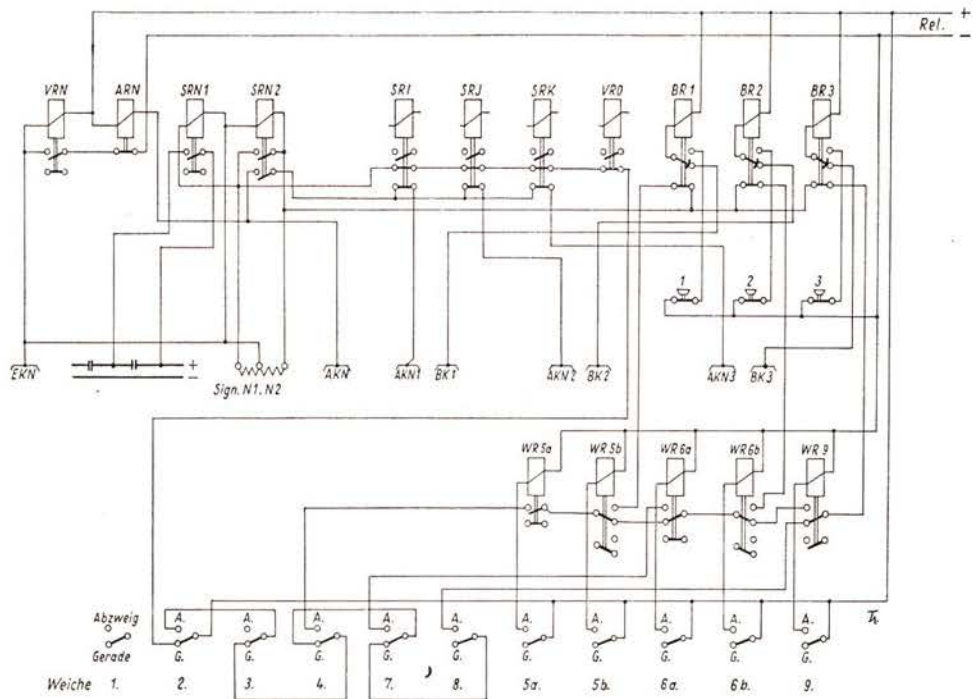 +
Rel. −
VRN ARN SRN1 SRN2 SRI SRJ SRK VRO BR1 BR2 BR3
1 2 3
EKN + − Sign. N1. N2 AKN AKN1 BK1 AKN2 BK2 AKN3 BK3
WR5a WR5b WR6a WR6b WR9
Abzweig A. A. A. A. A. A. A. A. A. A.
Gerade G. G. G. G. G. G. G. G. G. G.
Weiche 1. 2. 3. 4. 7. 8. 5a. 5b. 6a. 6b. 9.